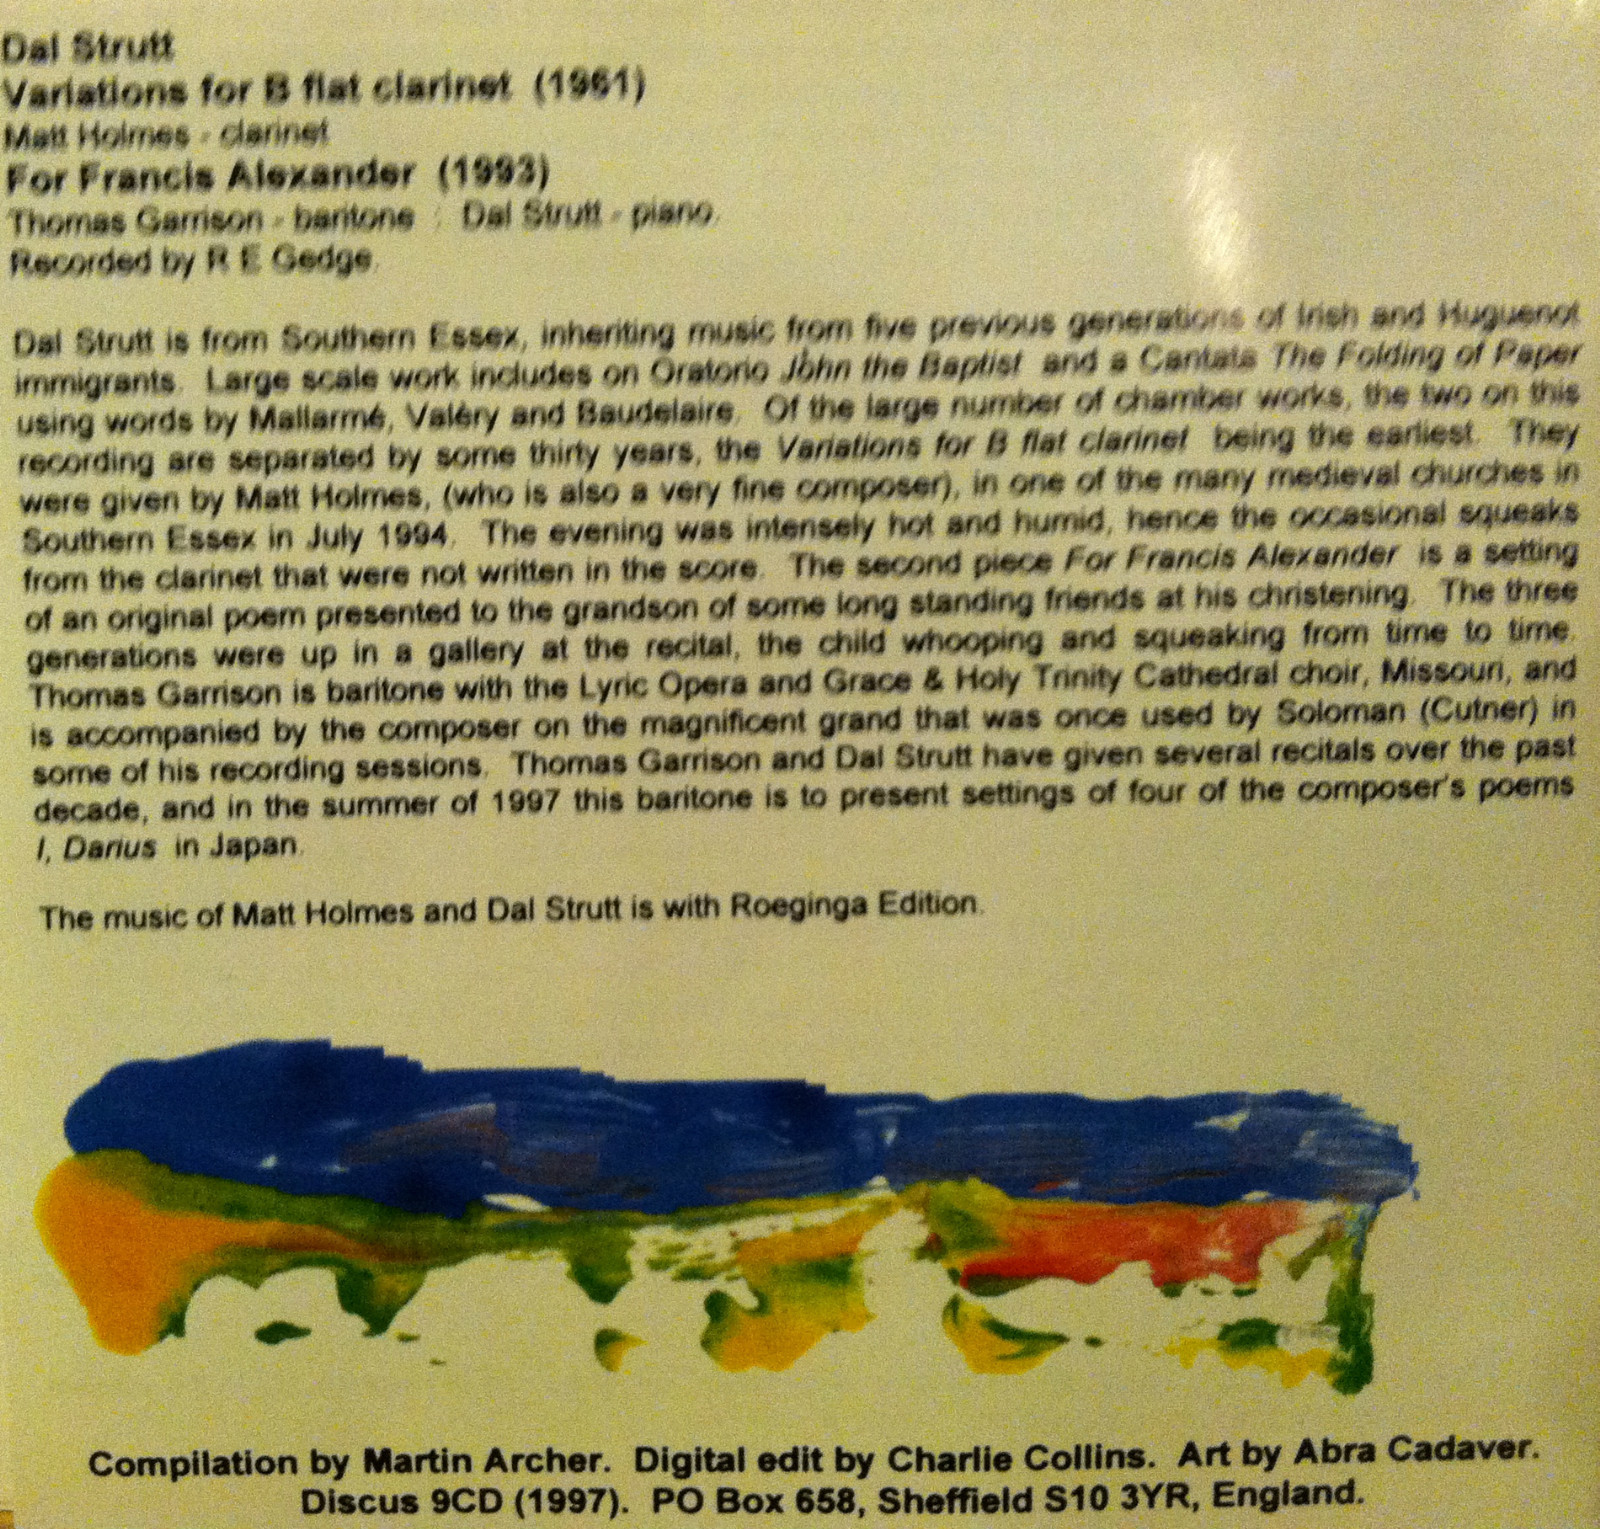 Dal Strutt
Variations for B flat clarinet (1961)
Matt Holmes - clarinet
For Francis Alexander (1993)
Thomas Garrison - baritone ; Dal Strutt - piano.
Recorded by R E Gedge.
Dal Strutt is from Southern Essex, inheriting music from five previous generations of Irish and Huguenot
immigrants. Large scale work includes on Oratorio John the Baptist and a Cantata The Folding of Paper
using words by Mallarmé, Valéry and Baudelaire. Of the large number of chamber works, the two on this
recording are separated by some thirty years, the Variations for B flat clarinet being the earliest. They
were given by Matt Holmes, (who is also a very fine composer), in one of the many medieval churches in
Southern Essex in July 1994. The evening was intensely hot and humid, hence the occasional squeaks
from the clarinet that were not written in the score. The second piece For Francis Alexander is a setting
of an original poem presented to the grandson of some long standing friends at his christening. The three
generations were up in a gallery at the recital, the child whooping and squeaking from time to time.
Thomas Garrison is baritone with the Lyric Opera and Grace & Holy Trinity Cathedral choir, Missouri, and
is accompanied by the composer on the magnificent grand that was once used by Soloman (Cutner) in
some of his recording sessions. Thomas Garrison and Dal Strutt have given several recitals over the past
decade, and in the summer of 1997 this baritone is to present settings of four of the composer's poems
I, Darius in Japan.
The music of Matt Holmes and Dal Strutt is with Roeginga Edition.
Compilation by Martin Archer. Digital edit by Charlie Collins. Art by Abra Cadaver.
Discus 9CD (1997). PO Box 658, Sheffield S10 3YR, England.